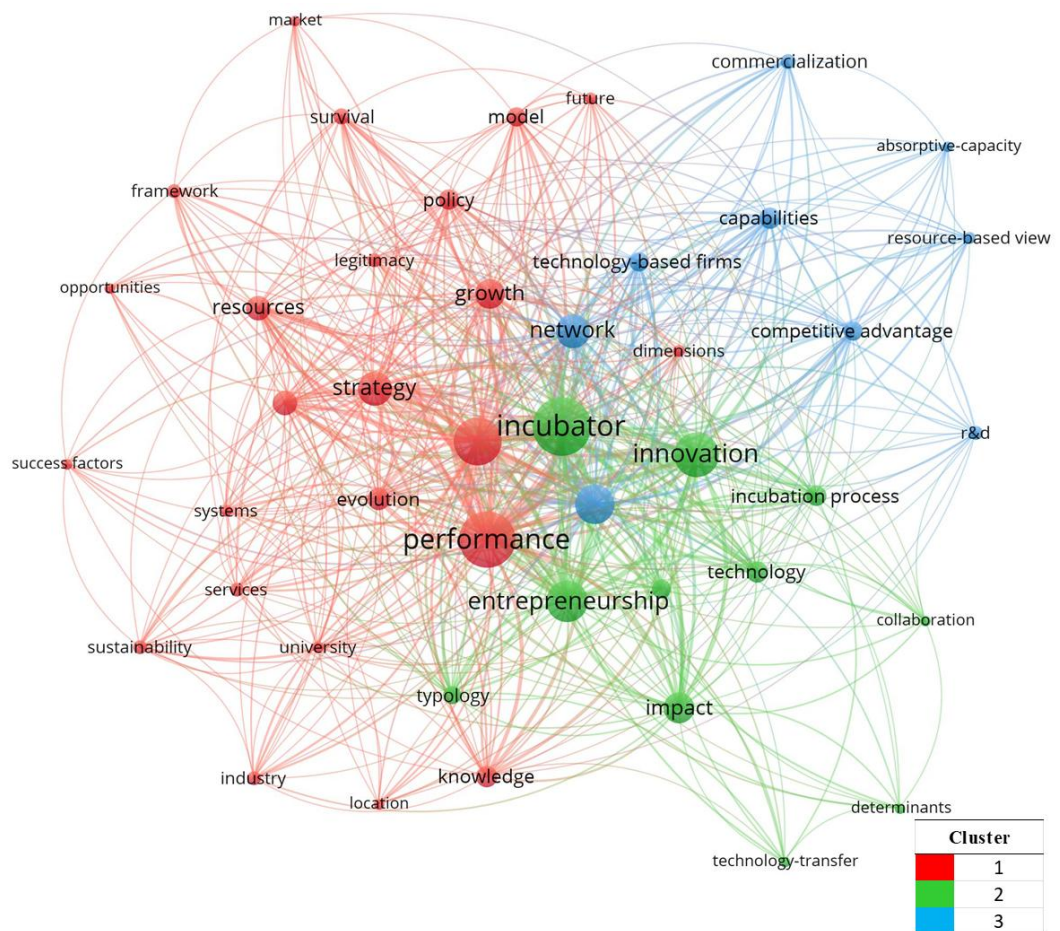 market
commercialization
future
survival
model
absorptive-capacity
framework
policy
capabilities
resource-based view
legitimacy
technology-based firms
opportunities
growth
resources
network
competitive advantage
dimensions
strategy
incubator
r&d
innovation
success factors
incubation process
evolution
systems
performance
technology
services
entrepreneurship
collaboration
sustainability
university
typology
impact
industry
knowledge
location
determinants
technology-transfer
Cluster
1
2
3